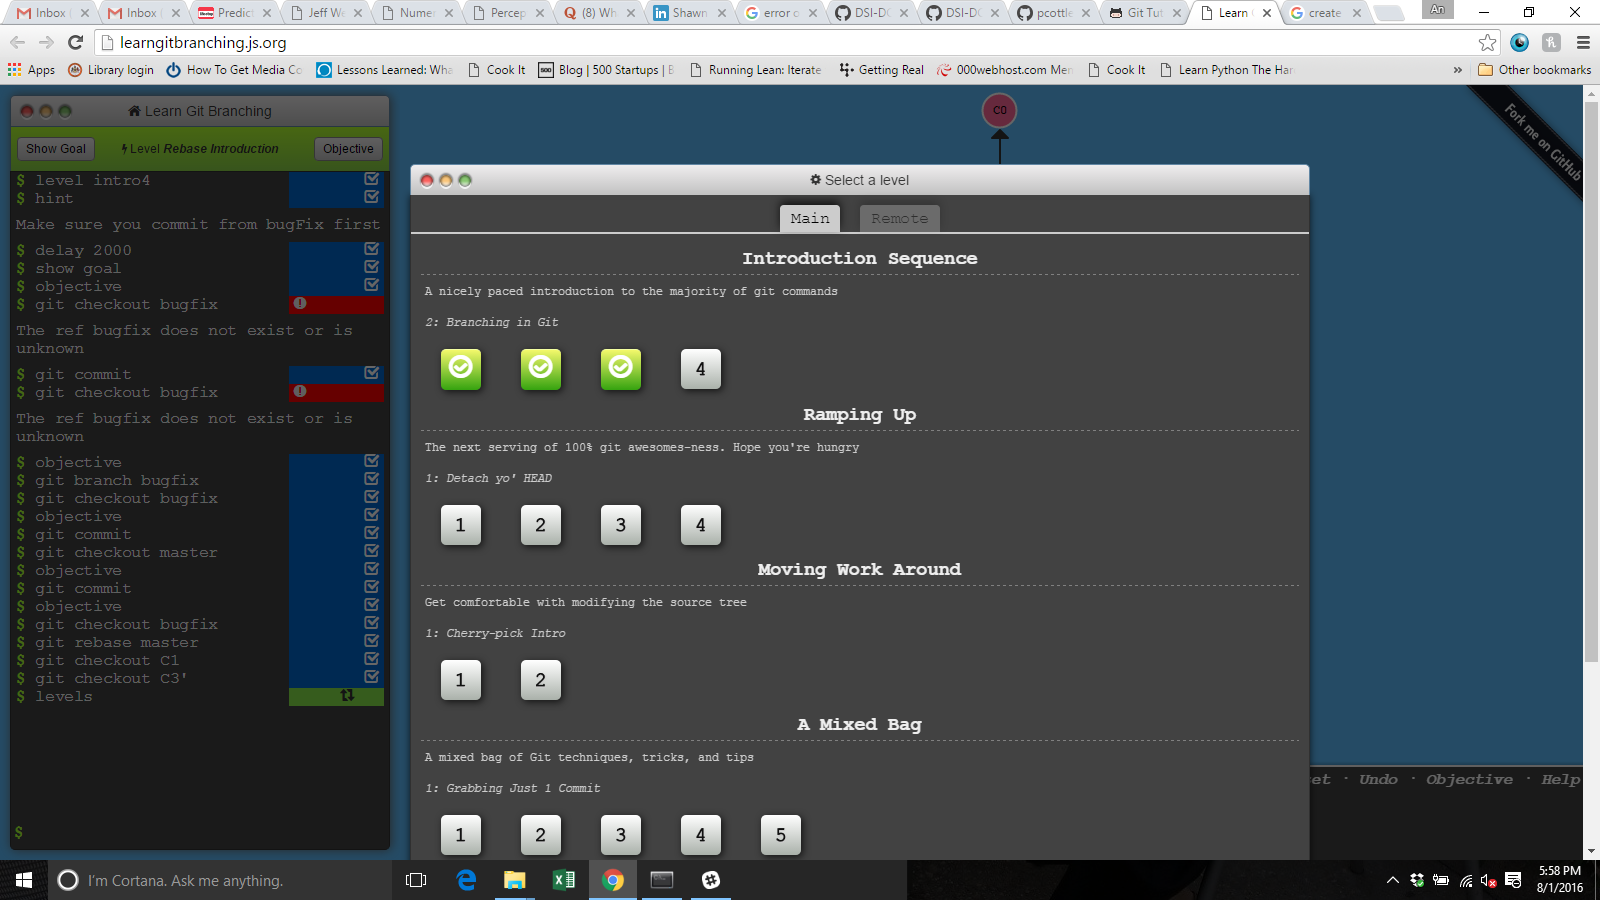 Inbox (
Inbox (
Predict
Jeff We
Numer
Percep
(8) Wh
Shawn
error o
DSI-DC
DSI-DC
pcottle
Git Tut
Learn
create
An
learngitbranching.js.org
Apps
Library login
How To Get Media Co
Lessons Learned: Wha
Cook It
Blog | 500 Startups | B
Running Lean: Iterate
Getting Real
000webhost.com Mem
Cook It
Learn Python The Har
»
Other bookmarks
Learn Git Branching
Show Goal
Level Rebase Introduction
Objective
$ level intro4
$ hint
Make sure you commit from bugFix first
$ delay 2000
$ show goal
$ objective
$ git checkout bugfix
The ref bugfix does not exist or is
unknown
$ git commit
$ git checkout bugfix
The ref bugfix does not exist or is
unknown
$ objective
$ git branch bugfix
$ git checkout bugfix
$ objective
$ git commit
$ git checkout master
$ objective
$ git commit
$ objective
$ git checkout bugfix
$ git rebase master
$ git checkout C1
$ git checkout C3'
$ levels
$
C0
Fork me on GitHub
Select a level
Main
Remote
Introduction Sequence
A nicely paced introduction to the majority of git commands
2: Branching in Git
4
Ramping Up
The next serving of 100% git awesomes-ness. Hope you're hungry
1: Detach yo' HEAD
1 2 3 4
Moving Work Around
Get comfortable with modifying the source tree
1: Cherry-pick Intro
1 2
A Mixed Bag
A mixed bag of Git techniques, tricks, and tips
1: Grabbing Just 1 Commit
1 2 3 4 5
et · Undo · Objective · Help
I'm Cortana. Ask me anything.
5:58 PM
8/1/2016